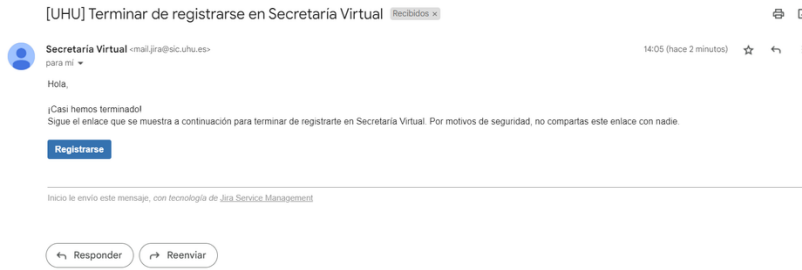 [UHU] Terminar de registrarse en Secretaría Virtual Recibidos ×
Secretaría Virtual <mail.jira@sic.uhu.es> 14:05 (hace 2 minutos)
para mí
Hola,
¡Casi hemos terminado!
Sigue el enlace que se muestra a continuación para terminar de registrarte en Secretaría Virtual. Por motivos de seguridad, no compartas este enlace con nadie.
Registrarse
Inicio le envío este mensaje, con tecnología de Jira Service Management
Responder Reenviar